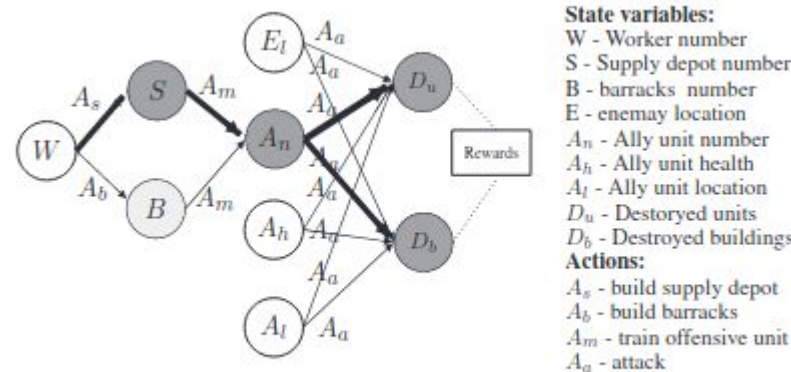 E_l
A_a
A_a
S
A_m
D_u
A_s
A_a
W
A_n
Rewards
A_a
A_b
B
A_m
A_a
A_h
A_a
D_b
A_a
A_l
A_a
State variables:
W - Worker number
S - Supply depot number
B - barracks number
E - enemay location
A_n - Ally unit number
A_h - Ally unit health
A_l - Ally unit location
D_u - Destoryed units
D_b - Destroyed buildings
Actions:
A_s - build supply depot
A_b - build barracks
A_m - train offensive unit
A_a - attack